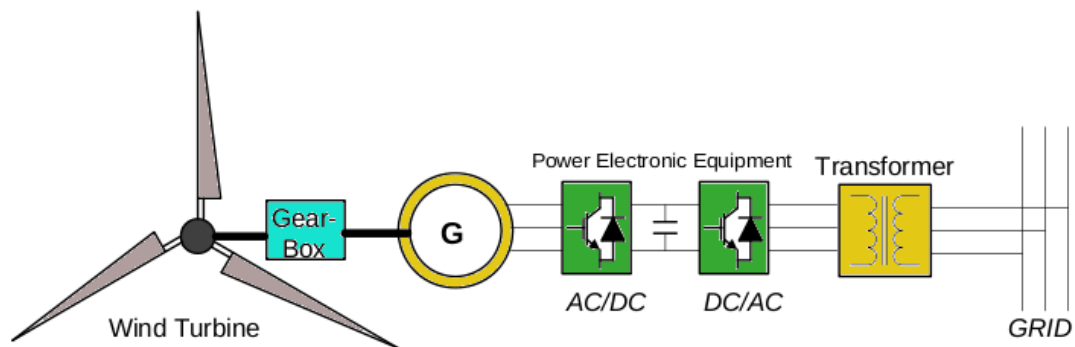 Power Electronic Equipment
Transformer
Gear-
Box
G
AC/DC
DC/AC
Wind Turbine
GRID